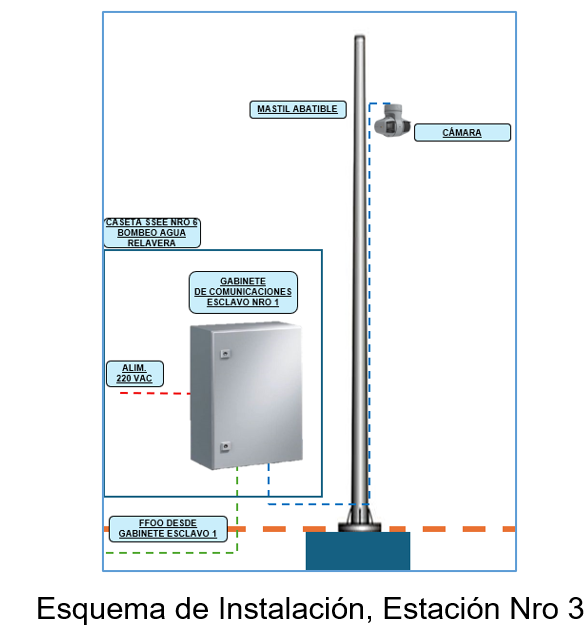 MASTIL ABATIBLE
CÁMARA
CASETA SSEE NRO 6
BOMBEO AGUA
RELAVERA
GABINETE
DE COMUNICACIONES
ESCLAVO NRO 1
ALIM.
220 VAC
FFOO DESDE
GABINETE ESCLAVO 1
Esquema de Instalación, Estación Nro 3